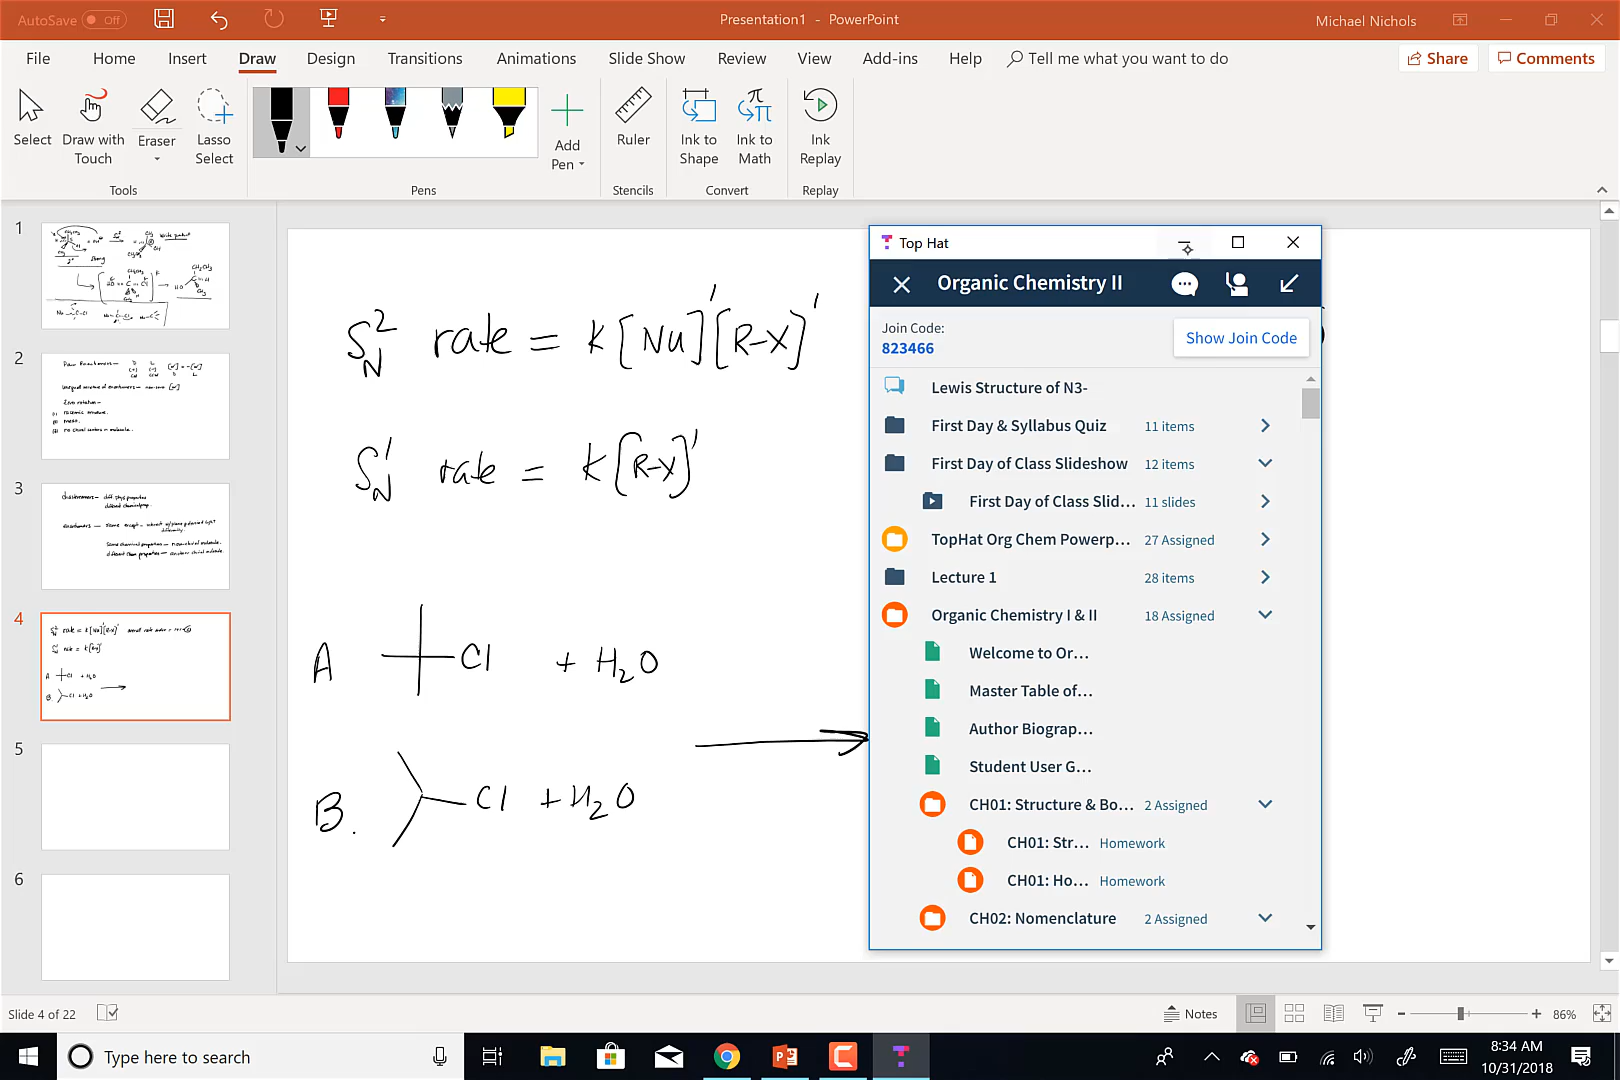 AutoSave Off
Presentation1 - PowerPoint
Michael Nichols
File Home Insert Draw Design Transitions Animations Slide Show Review View Add-ins Help Tell me what you want to do Share Comments
Select
Draw with Touch
Eraser
Lasso Select
Add Pen
Ruler
Ink to Shape
Ink to Math
Ink Replay
Tools Pens Stencils Convert Replay
1
2
3
4
5
6
SN2 rate = K[Nu]'[R-X]'
SN1 rate = K[R-X]'
A Cl + H2O
B. Cl + H2O
Top Hat
Organic Chemistry II
Join Code:
823466
Show Join Code
Lewis Structure of N3-
First Day & Syllabus Quiz 11 items
First Day of Class Slideshow 12 items
First Day of Class Slid... 11 slides
TopHat Org Chem Powerp... 27 Assigned
Lecture 1 28 items
Organic Chemistry I & II 18 Assigned
Welcome to Or...
Master Table of...
Author Biograp...
Student User G...
CH01: Structure & Bo... 2 Assigned
CH01: Str... Homework
CH01: Ho... Homework
CH02: Nomenclature 2 Assigned
Slide 4 of 22
Notes
86%
Type here to search
8:34 AM
10/31/2018